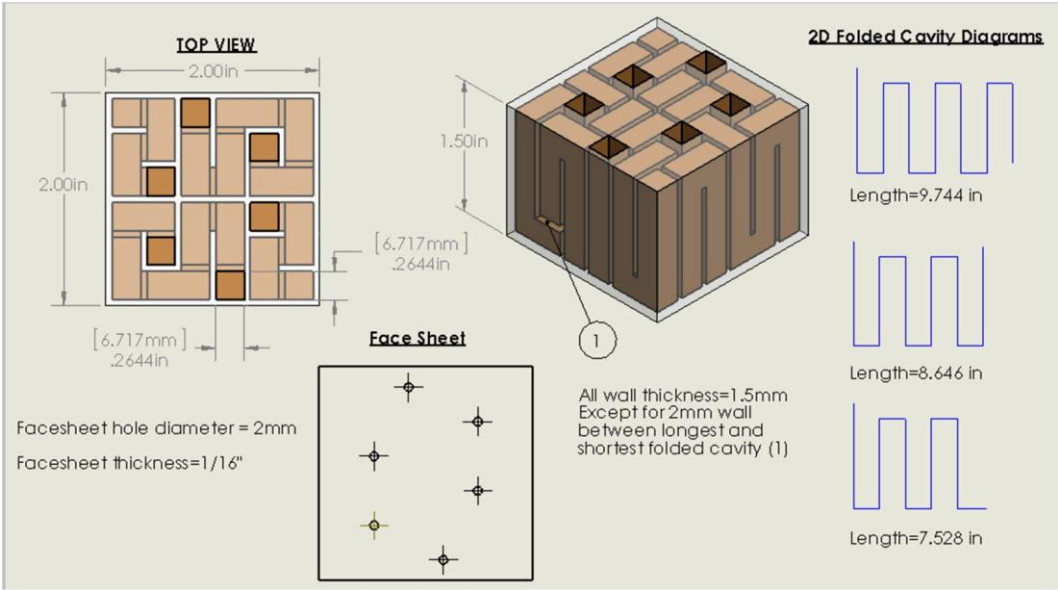 TOP VIEW
2.00in
2.00in
[6.717mm]
.2644in
[6.717mm]
.2644in
1.50in
1
2D Folded Cavity Diagrams
Length=9.744 in
Length=8.646 in
Length=7.528 in
Face Sheet
All wall thickness=1.5mm
Except for 2mm wall
between longest and
shortest folded cavity (1)
Facesheet hole diameter = 2mm
Facesheet thickness=1/16"